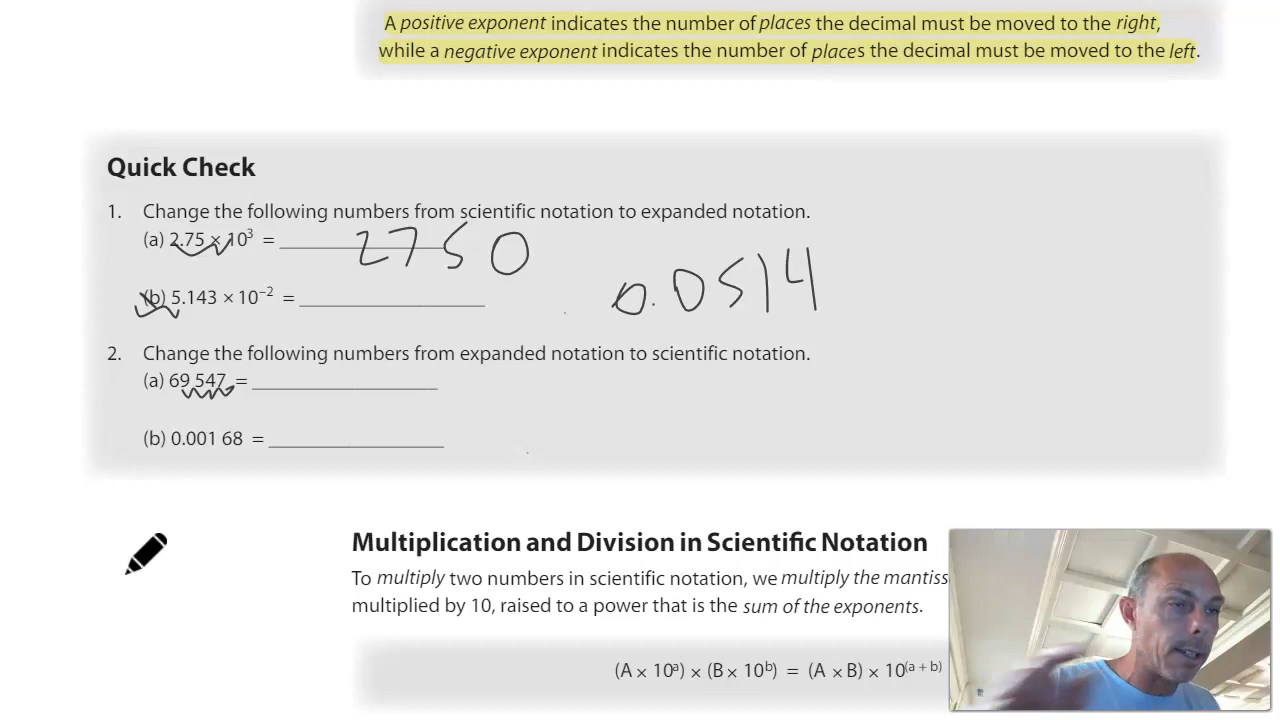 A positive exponent indicates the number of places the decimal must be moved to the right,
while a negative exponent indicates the number of places the decimal must be moved to the left.
Quick Check
1. Change the following numbers from scientific notation to expanded notation.
(a) 2.75 × 10³ = ____________ 2750
(b) 5.143 × 10⁻² = ____________ 0.0514
2. Change the following numbers from expanded notation to scientific notation.
(a) 69 547. = ____________
(b) 0.001 68 = ____________
Multiplication and Division in Scientific Notation
To multiply two numbers in scientific notation, we multiply the mantiss
multiplied by 10, raised to a power that is the sum of the exponents.
(A × 10ᵃ) × (B × 10ᵇ) = (A × B) × 10⁽ᵃ ⁺ ᵇ⁾